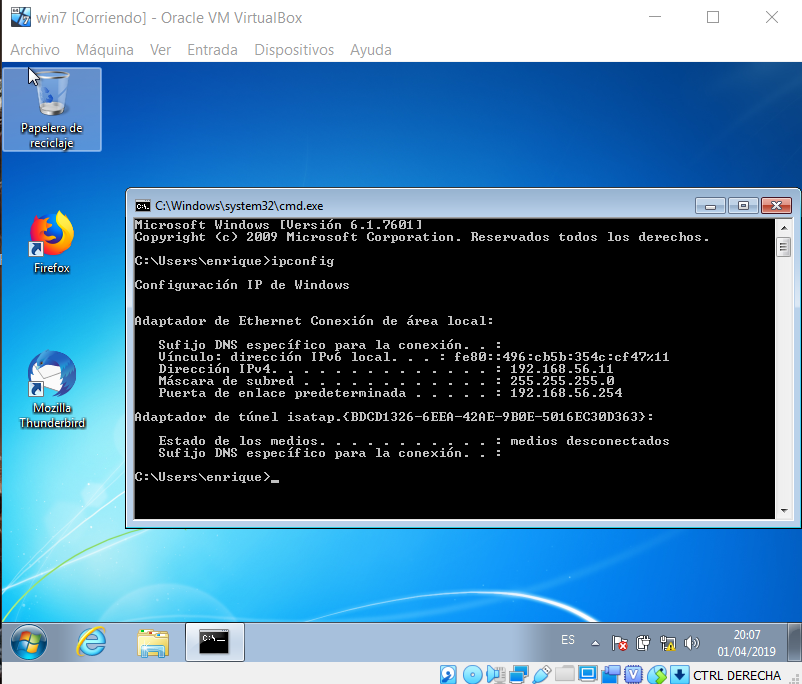 win7 [Corriendo] - Oracle VM VirtualBox
Archivo Máquina Ver Entrada Dispositivos Ayuda
Papelera de
reciclaje
Firefox
Mozilla
Thunderbird
C:\Windows\system32\cmd.exe
Microsoft Windows [Versión 6.1.7601]
Copyright (c) 2009 Microsoft Corporation. Reservados todos los derechos.
C:\Users\enrique>ipconfig
Configuración IP de Windows
Adaptador de Ethernet Conexión de área local:
Sufijo DNS específico para la conexión. . :
Vínculo: dirección IPv6 local. . . : fe80::496:cb5b:354c:cf47%11
Dirección IPv4. . . . . . . . . . . . . . : 192.168.56.11
Máscara de subred . . . . . . . . . . . . : 255.255.255.0
Puerta de enlace predeterminada . . . . . : 192.168.56.254
Adaptador de túnel isatap.{BDCD1326-6EEA-42AE-9B0E-5016EC30D363}:
Estado de los medios. . . . . . . . . . . : medios desconectados
Sufijo DNS específico para la conexión. . :
C:\Users\enrique>_
C:\_
ES
20:07
01/04/2019
CTRL DERECHA